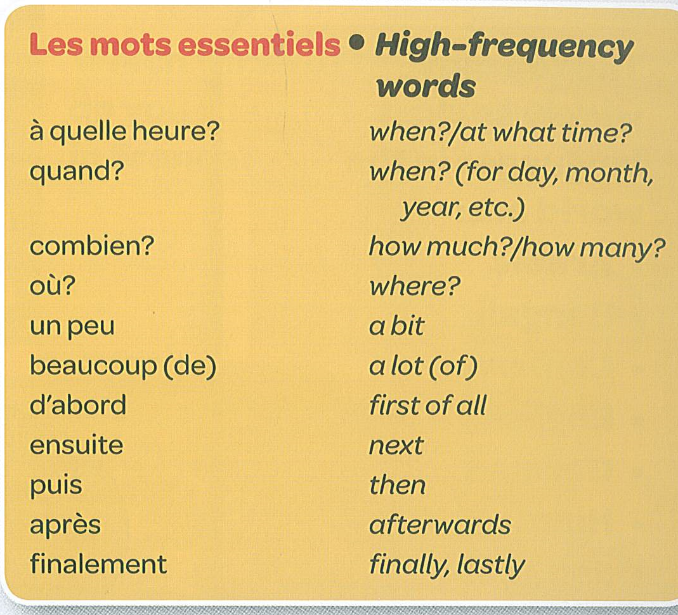 Les mots essentiels • High-frequency
words
à quelle heure? when?/at what time?
quand? when? (for day, month,
year, etc.)
combien? how much?/how many?
où? where?
un peu a bit
beaucoup (de) a lot (of)
d'abord first of all
ensuite next
puis then
après afterwards
finalement finally, lastly